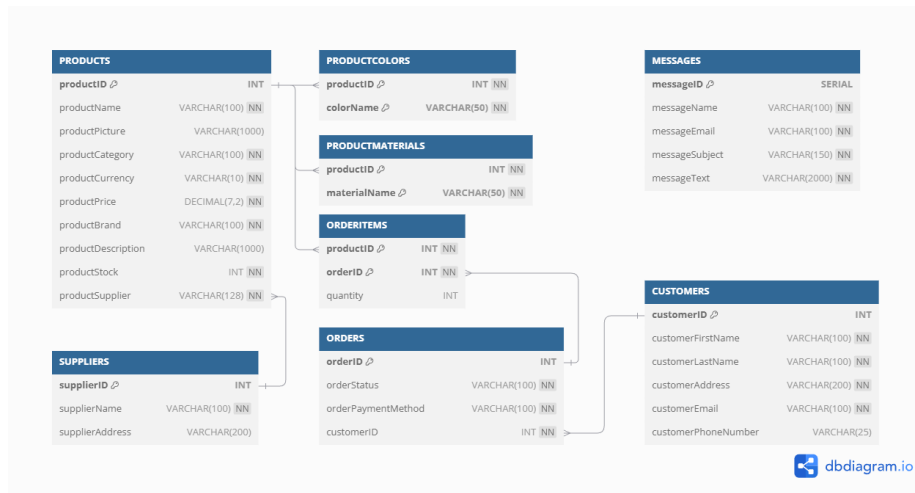 PRODUCTS
productID INT
productName VARCHAR(100) NN
productPicture VARCHAR(1000)
productCategory VARCHAR(100) NN
productCurrency VARCHAR(10) NN
productPrice DECIMAL(7,2) NN
productBrand VARCHAR(100) NN
productDescription VARCHAR(1000)
productStock INT NN
productSupplier VARCHAR(128) NN
SUPPLIERS
supplierID INT
supplierName VARCHAR(100) NN
supplierAddress VARCHAR(200)
PRODUCTCOLORS
productID INT NN
colorName VARCHAR(50) NN
PRODUCTMATERIALS
productID INT NN
materialName VARCHAR(50) NN
ORDERITEMS
productID INT NN
orderID INT NN
quantity INT
ORDERS
orderID INT
orderStatus VARCHAR(100) NN
orderPaymentMethod VARCHAR(100) NN
customerID INT NN
MESSAGES
messageID SERIAL
messageName VARCHAR(100) NN
messageEmail VARCHAR(100) NN
messageSubject VARCHAR(150) NN
messageText VARCHAR(2000) NN
CUSTOMERS
customerID INT
customerFirstName VARCHAR(100) NN
customerLastName VARCHAR(100) NN
customerAddress VARCHAR(200) NN
customerEmail VARCHAR(100) NN
customerPhoneNumber VARCHAR(25)
dbdiagram.io